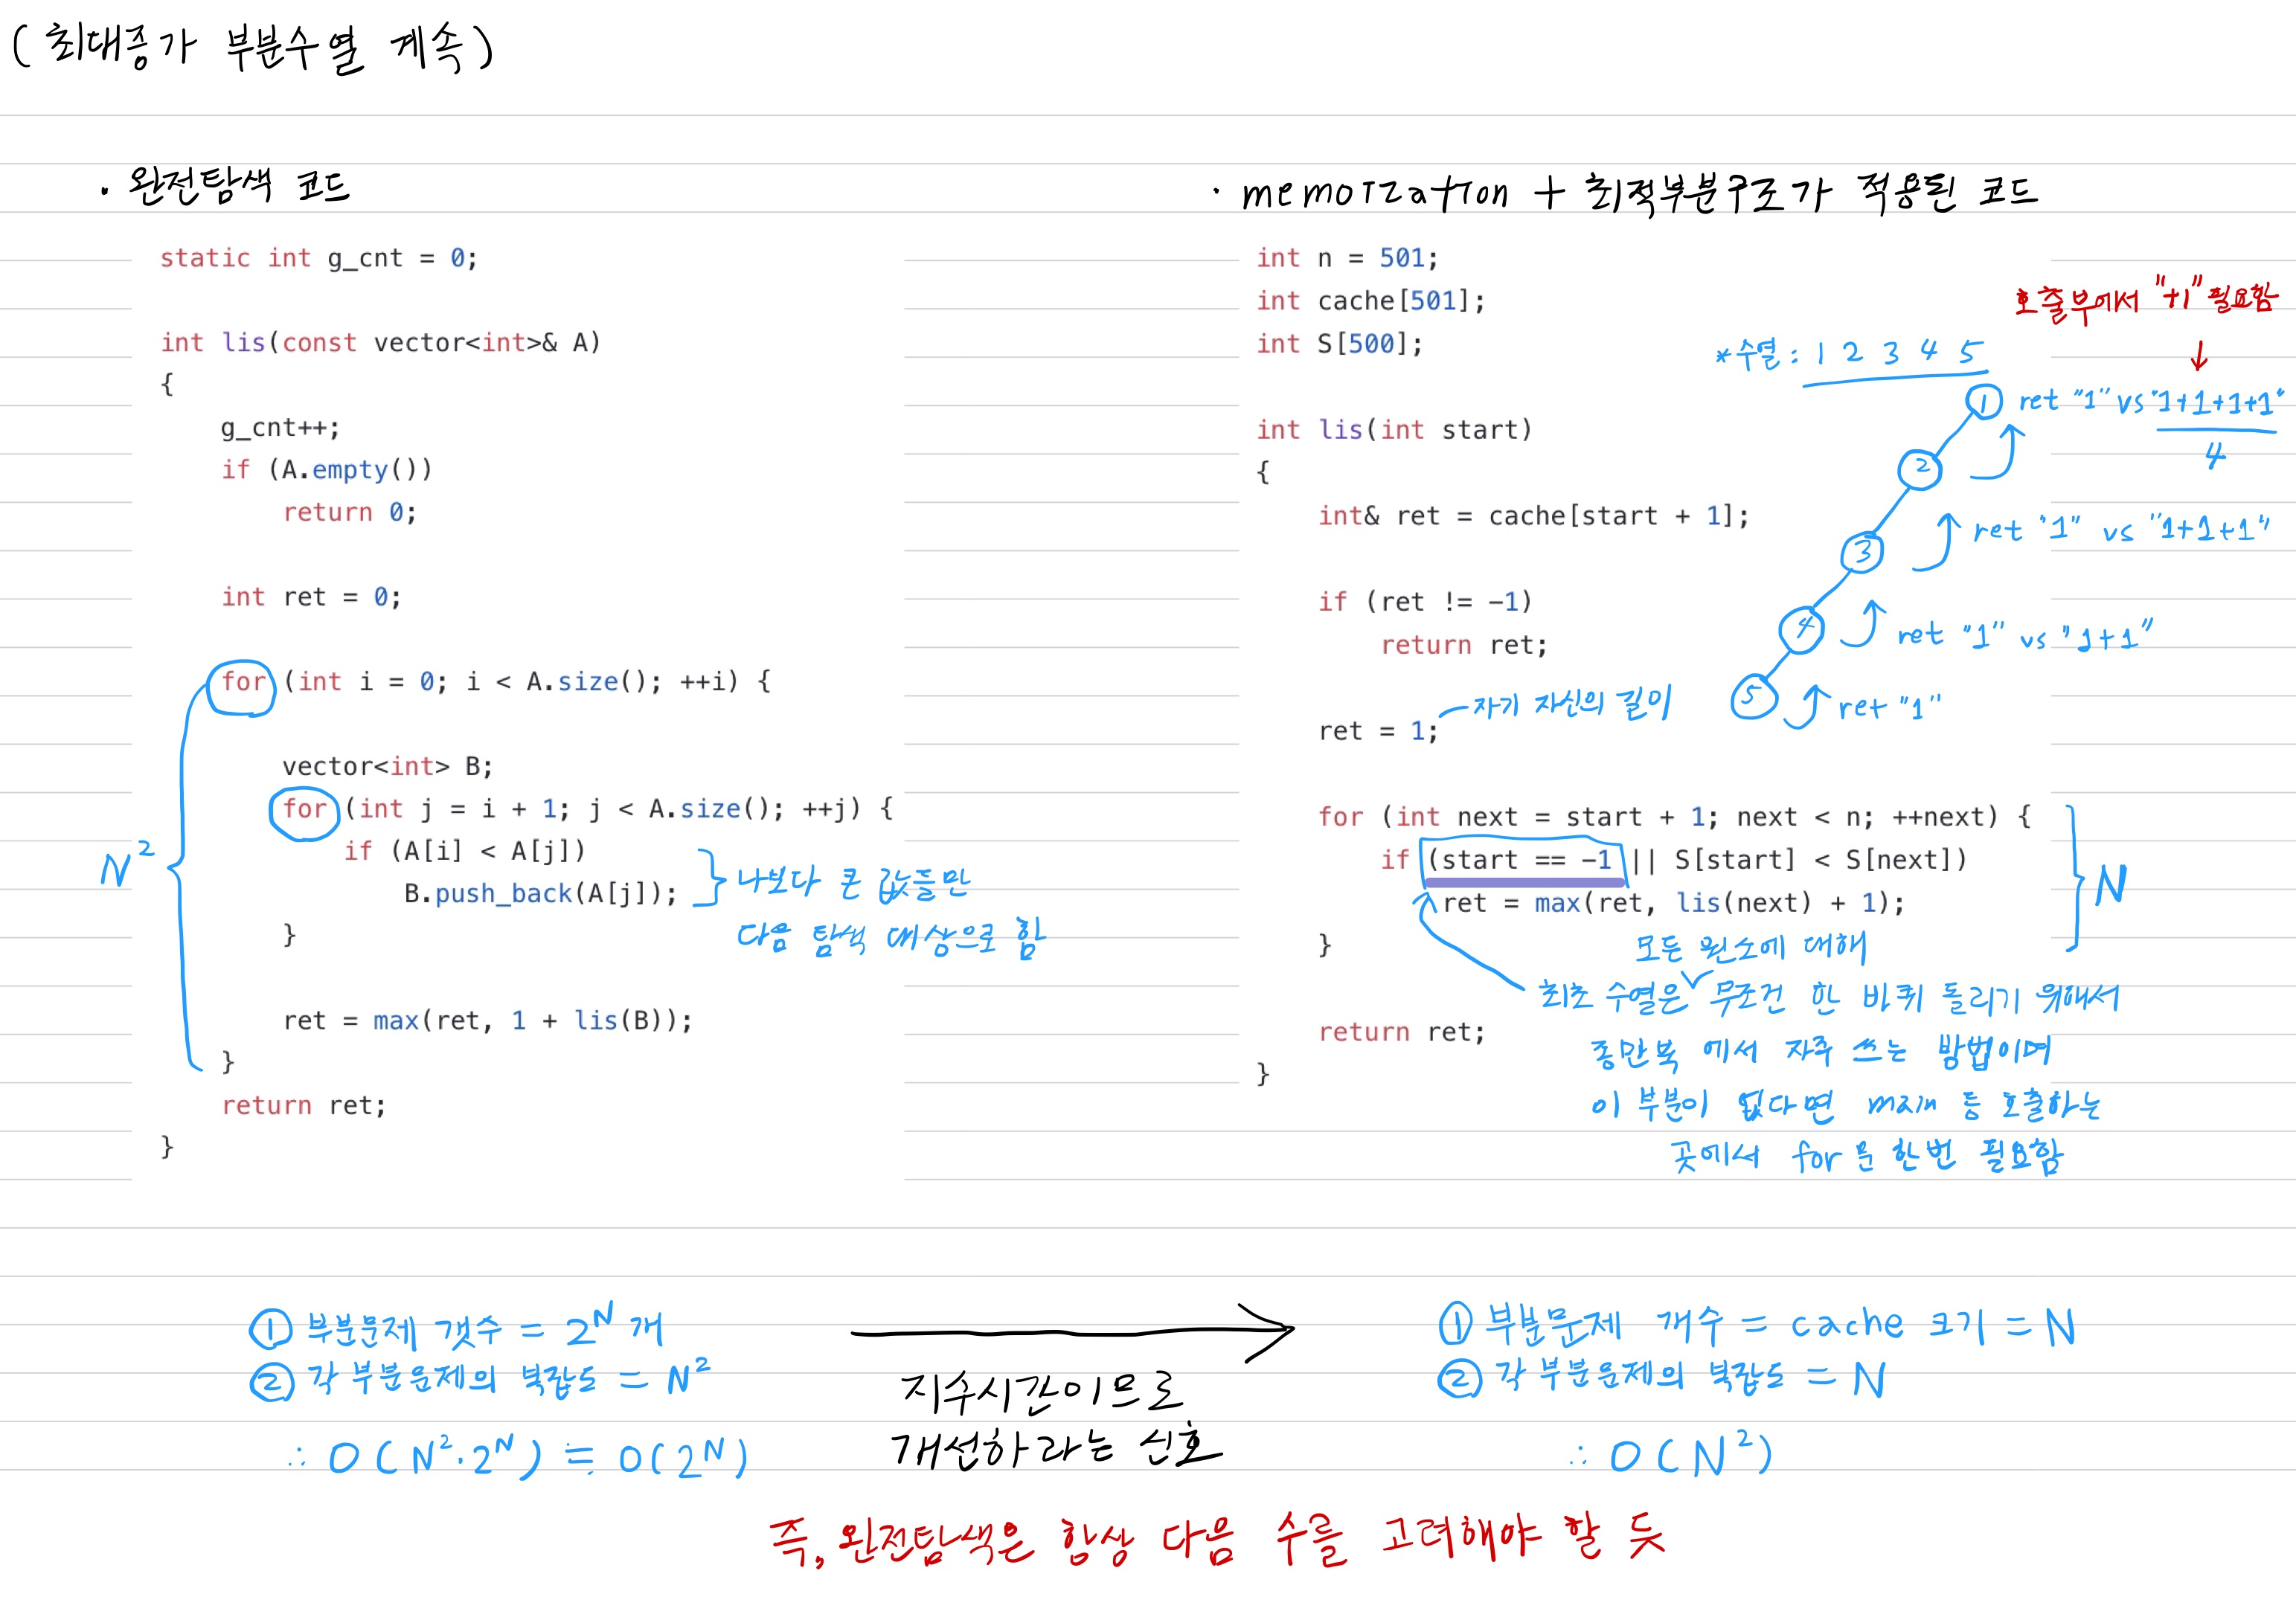 (최대증가 부분수열 계속)
· 완전탐색 코드
static int g_cnt = 0;
int lis(const vector<int>& A)
{
g_cnt++;
if (A.empty())
return 0;
int ret = 0;
for (int i = 0; i < A.size(); ++i) {
vector<int> B;
for (int j = i + 1; j < A.size(); ++j) {
if (A[i] < A[j])
B.push_back(A[j]);
}
ret = max(ret, 1 + lis(B));
}
return ret;
}
N²
나보다 큰 값들만
다음 탐색 대상으로 함
① 부분문제 갯수 = 2^N 개
② 각 부분문제의 복잡도 = N²
∴ O(N²·2^N) ≒ O(2^N)
지수시간이므로
개선하라는 신호
· memoization + 최적부분구조가 적용된 코드
int n = 501;
int cache[501];
int S[500];
int lis(int start)
{
int& ret = cache[start + 1];
if (ret != -1)
return ret;
ret = 1;
자기 자신의 길이
for (int next = start + 1; next < n; ++next) {
if (start == -1 || S[start] < S[next])
ret = max(ret, lis(next) + 1);
}
return ret;
}
N
모든 원소에 대해
최초 수열은 무조건 한 바퀴 돌리기 위해서
종만북 에서 자주 쓰는 방법이며
이 부분이 없다면 main 등 호출하는
곳에서 for문 한번 필요함
호출부에서 "+1" 필요함
*수열: 1 2 3 4 5
① ret "1" vs "1+1+1+1"
4
②
ret "1" vs "1+1+1"
③
④ ret "1" vs "1+1"
⑤ ret "1"
① 부분문제 개수 = cache 크기 = N
② 각 부분문제의 복잡도 = N
∴ O(N²)
즉, 완전탐색은 항상 다음 수를 고려해야 할 듯